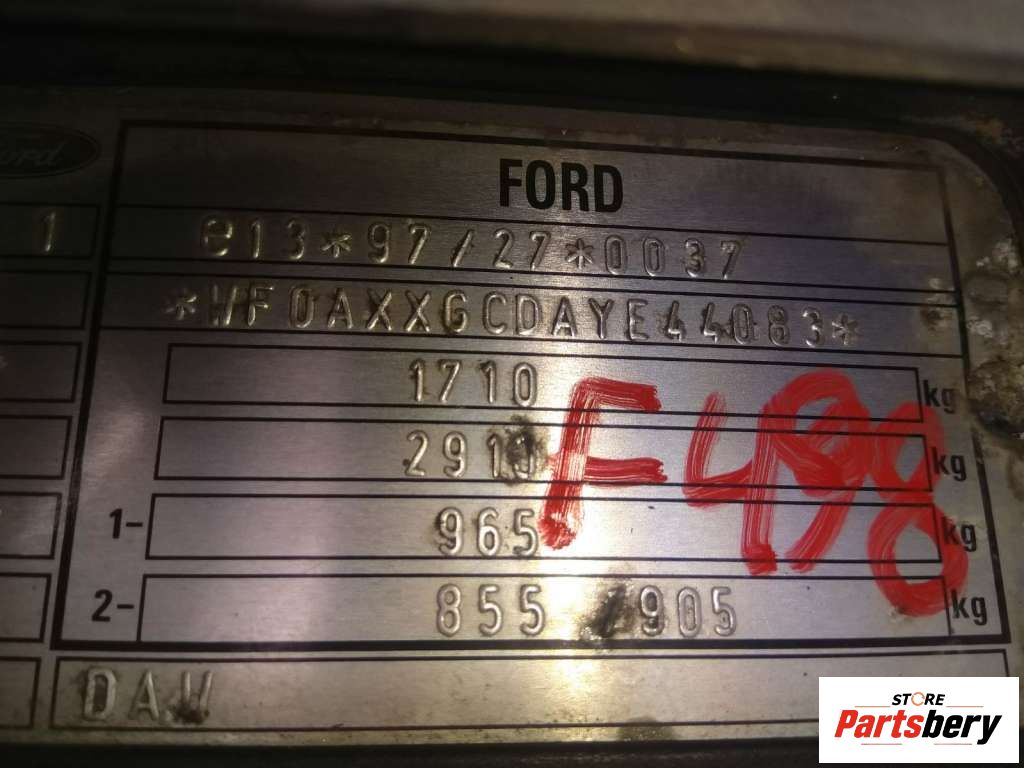 Ford
FORD
1
e13*97/27*0037
*WF0AXXGCDAYE44083*
1710 kg
2910 kg
F498
1- 965 kg
2- 855 / 905 kg
DAW
STORE
Partsbery